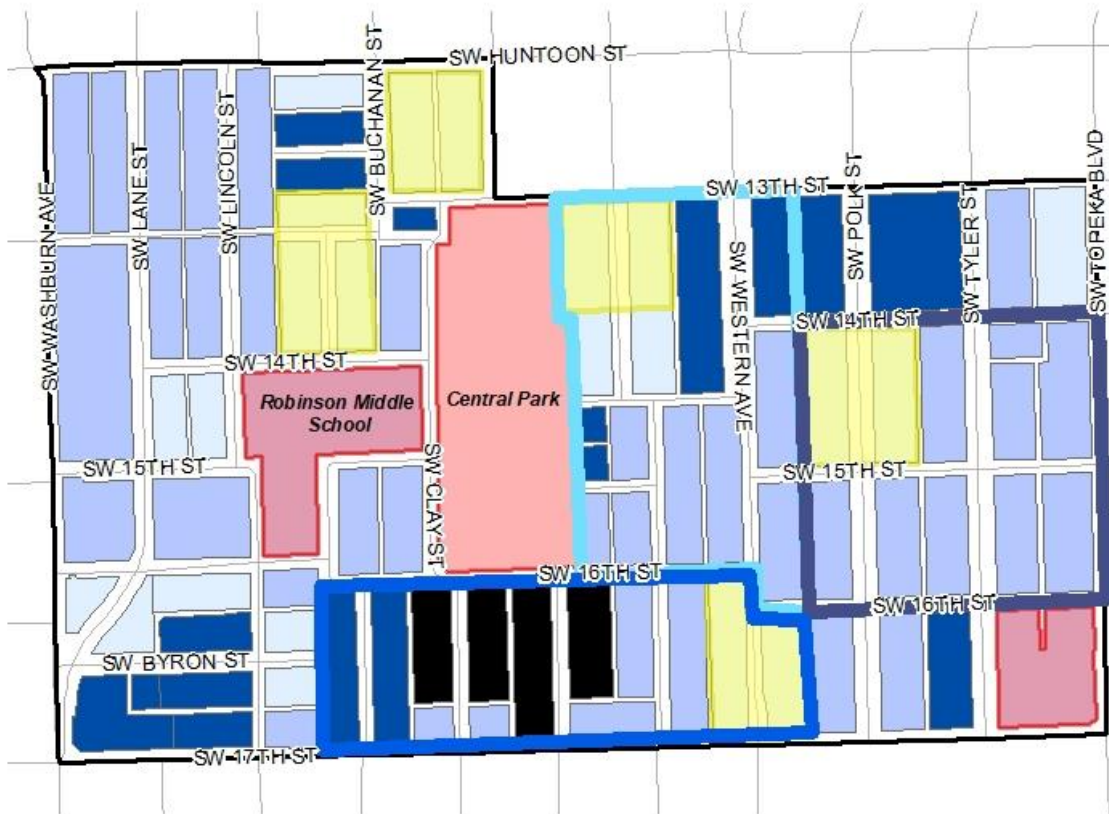 SW HUNTOON ST
SW BUCHANAN ST
SW LINCOLN ST
SW LANE ST
SW WASHBURN AVE
SW 13TH ST
SW POLK ST
SW TYLER ST
SW TOPEKA BLVD
SW WESTERN AVE
SW 14TH ST
SW 14TH ST
Robinson Middle
School
Central Park
SW CLAY ST
SW 15TH ST
SW 15TH ST
SW 16TH ST
SW 16TH ST
SW BYRON ST
SW 17TH ST